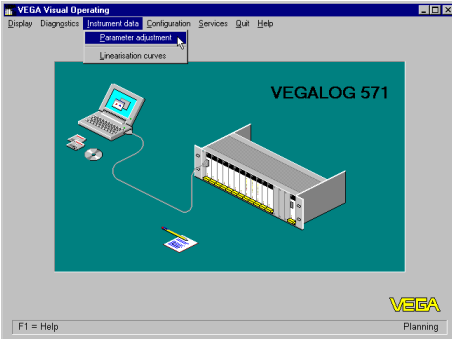 VEGA Visual Operating
Display Diagnostics Instrument data Configuration Services Quit Help
Parameter adjustment
Linearisation curves
VEGALOG 571
VEGA
F1 = Help Planning